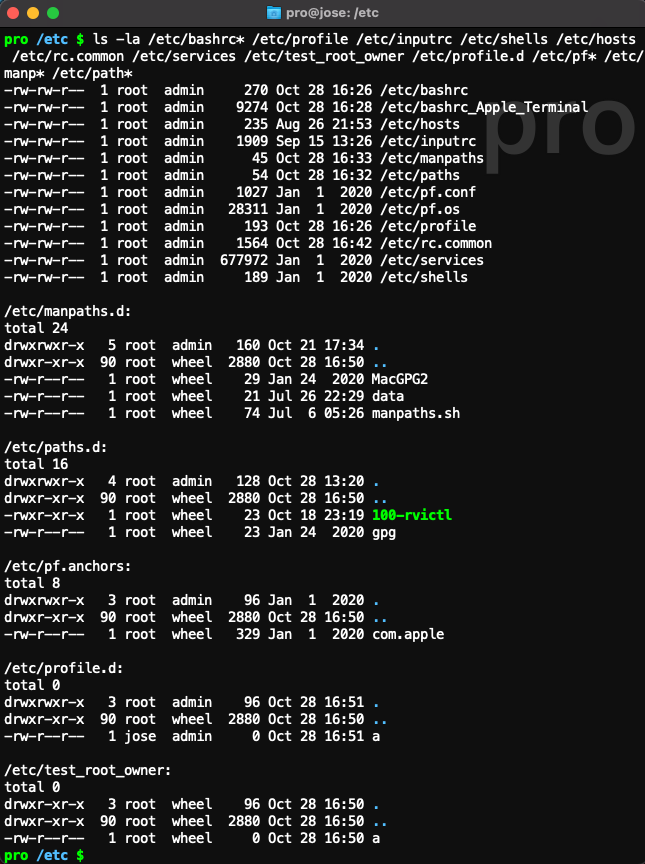 pro@jose: /etc
pro /etc $ ls -la /etc/bashrc* /etc/profile /etc/inputrc /etc/shells /etc/hosts
/etc/rc.common /etc/services /etc/test_root_owner /etc/profile.d /etc/pf* /etc/
manp* /etc/path*
-rw-rw-r-- 1 root admin 270 Oct 28 16:26 /etc/bashrc
-rw-rw-r-- 1 root admin 9274 Oct 28 16:28 /etc/bashrc_Apple_Terminal
pro
-rw-rw-r-- 1 root admin 235 Aug 26 21:53 /etc/hosts
-rw-rw-r-- 1 root admin 1909 Sep 15 13:26 /etc/inputrc
-rw-rw-r-- 1 root admin 45 Oct 28 16:33 /etc/manpaths
-rw-rw-r-- 1 root admin 54 Oct 28 16:32 /etc/paths
-rw-rw-r-- 1 root admin 1027 Jan 1 2020 /etc/pf.conf
-rw-rw-r-- 1 root admin 28311 Jan 1 2020 /etc/pf.os
-rw-rw-r-- 1 root admin 193 Oct 28 16:26 /etc/profile
-rw-rw-r-- 1 root admin 1564 Oct 28 16:42 /etc/rc.common
-rw-rw-r-- 1 root admin 677972 Jan 1 2020 /etc/services
-rw-rw-r-- 1 root admin 189 Jan 1 2020 /etc/shells
/etc/manpaths.d:
total 24
drwxrwxr-x 5 root admin 160 Oct 21 17:34 .
drwxr-xr-x 90 root wheel 2880 Oct 28 16:50 ..
-rw-r--r-- 1 root wheel 29 Jan 24 2020 MacGPG2
-rw-r--r-- 1 root wheel 21 Jul 26 22:29 data
-rw-r--r-- 1 root wheel 74 Jul 6 05:26 manpaths.sh
/etc/paths.d:
total 16
drwxrwxr-x 4 root admin 128 Oct 28 13:20 .
drwxr-xr-x 90 root wheel 2880 Oct 28 16:50 ..
-rwxr-xr-x 1 root wheel 23 Oct 18 23:19 100-rvictl
-rw-r--r-- 1 root wheel 23 Jan 24 2020 gpg
/etc/pf.anchors:
total 8
drwxrwxr-x 3 root admin 96 Jan 1 2020 .
drwxr-xr-x 90 root wheel 2880 Oct 28 16:50 ..
-rw-r--r-- 1 root wheel 329 Jan 1 2020 com.apple
/etc/profile.d:
total 0
drwxrwxr-x 3 root admin 96 Oct 28 16:51 .
drwxr-xr-x 90 root wheel 2880 Oct 28 16:50 ..
-rw-r--r-- 1 jose admin 0 Oct 28 16:51 a
/etc/test_root_owner:
total 0
drwxr-xr-x 3 root wheel 96 Oct 28 16:50 .
drwxr-xr-x 90 root wheel 2880 Oct 28 16:50 ..
-rw-r--r-- 1 root wheel 0 Oct 28 16:50 a
pro /etc $